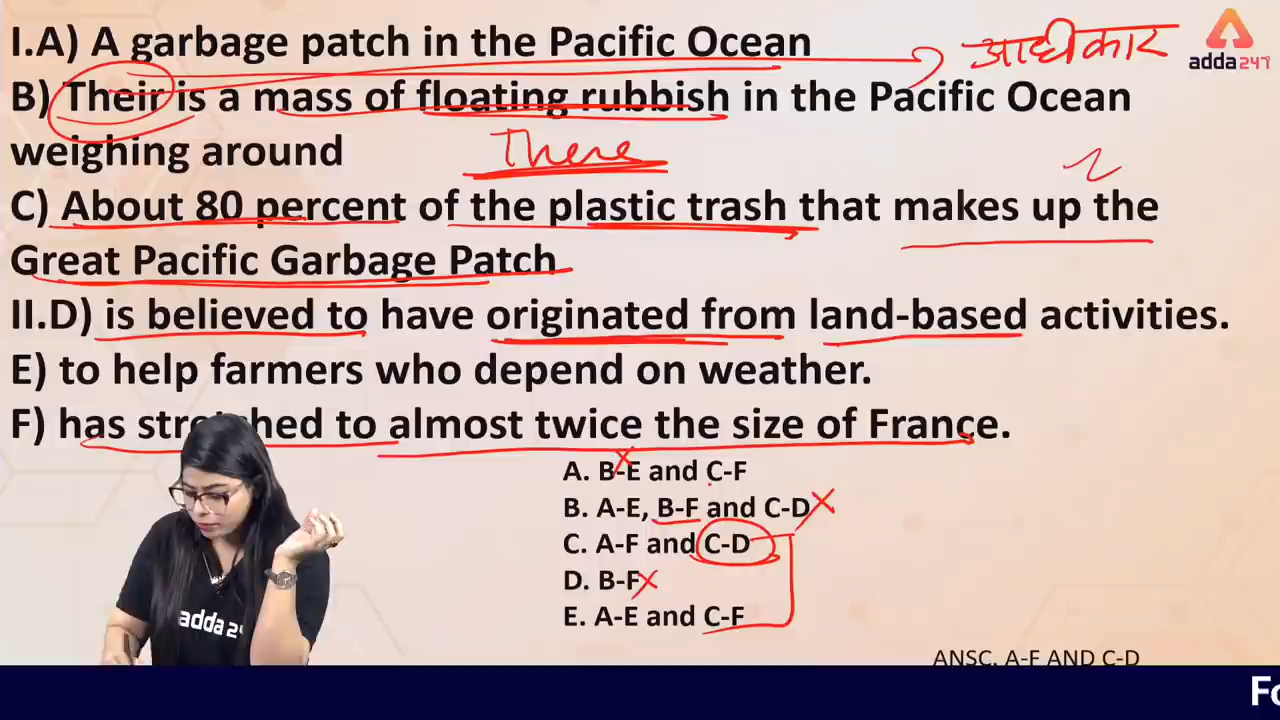 I.A) A garbage patch in the Pacific Ocean
आधीकार
adda247
B) Their is a mass of floating rubbish in the Pacific Ocean
weighing around
There
C) About 80 percent of the plastic trash that makes up the
Great Pacific Garbage Patch
II.D) is believed to have originated from land-based activities.
E) to help farmers who depend on weather.
F) has stretched to almost twice the size of France.
A. B-E and C-F
B. A-E, B-F and C-D
C. A-F and C-D
D. B-F
E. A-E and C-F
adda24
ANSC. A-F AND C-D
Fo